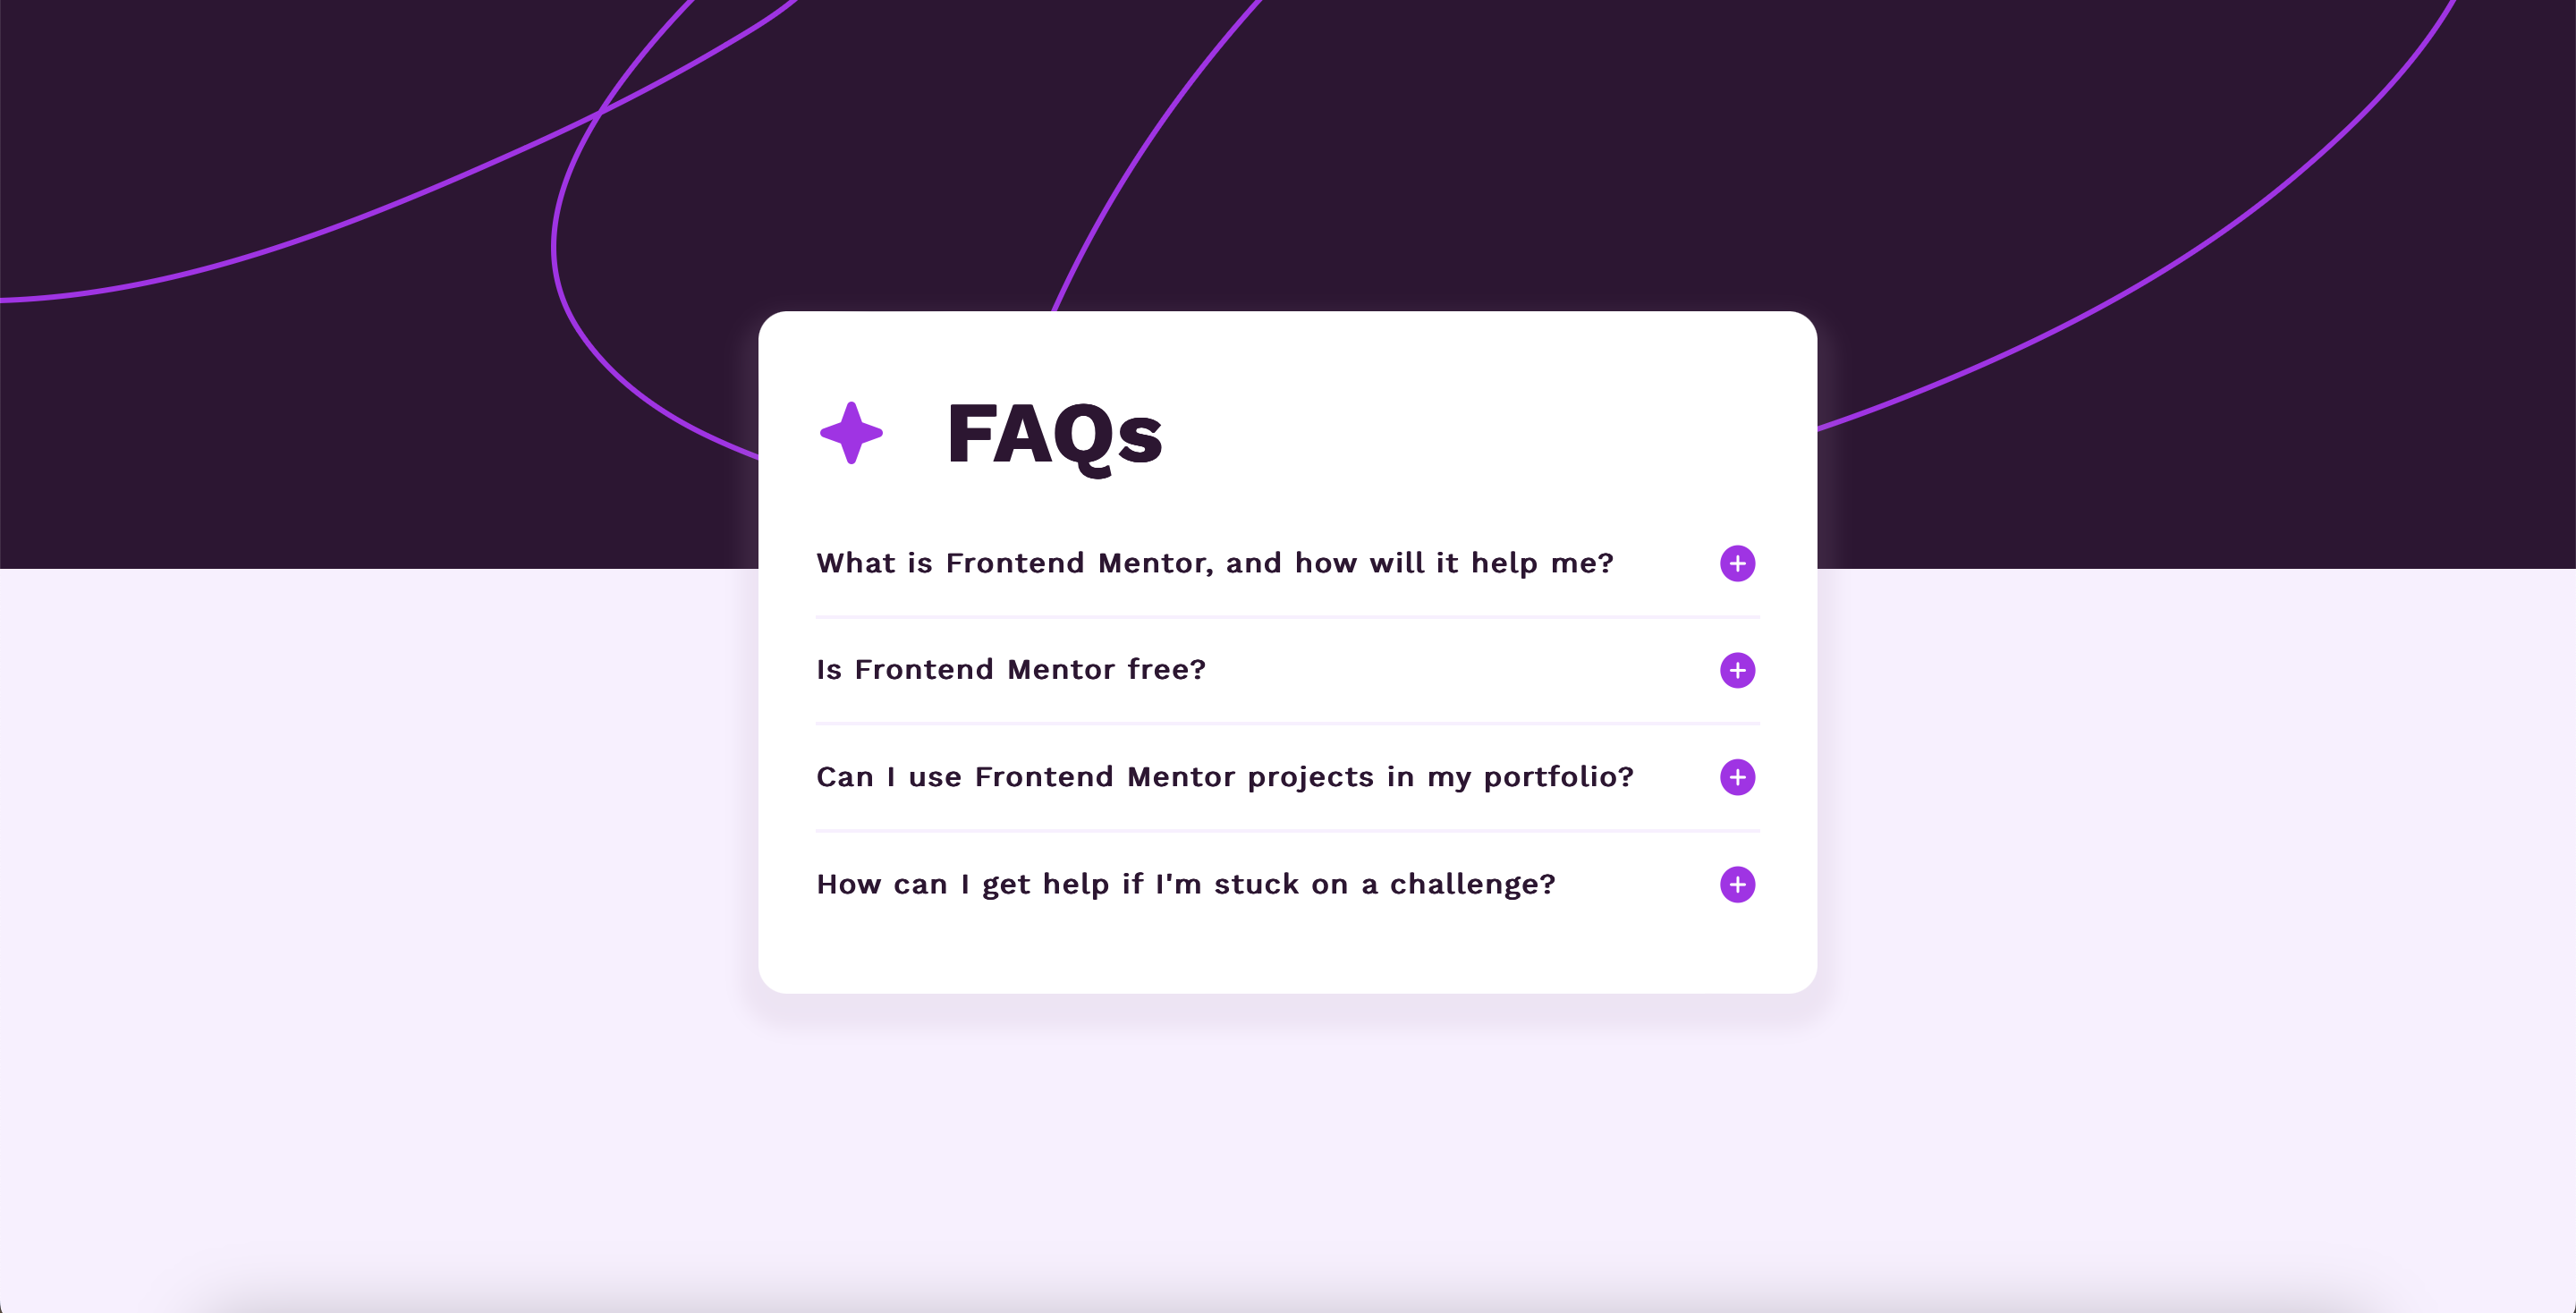 FAQs
What is Frontend Mentor, and how will it help me?
Is Frontend Mentor free?
Can I use Frontend Mentor projects in my portfolio?
How can I get help if I'm stuck on a challenge?